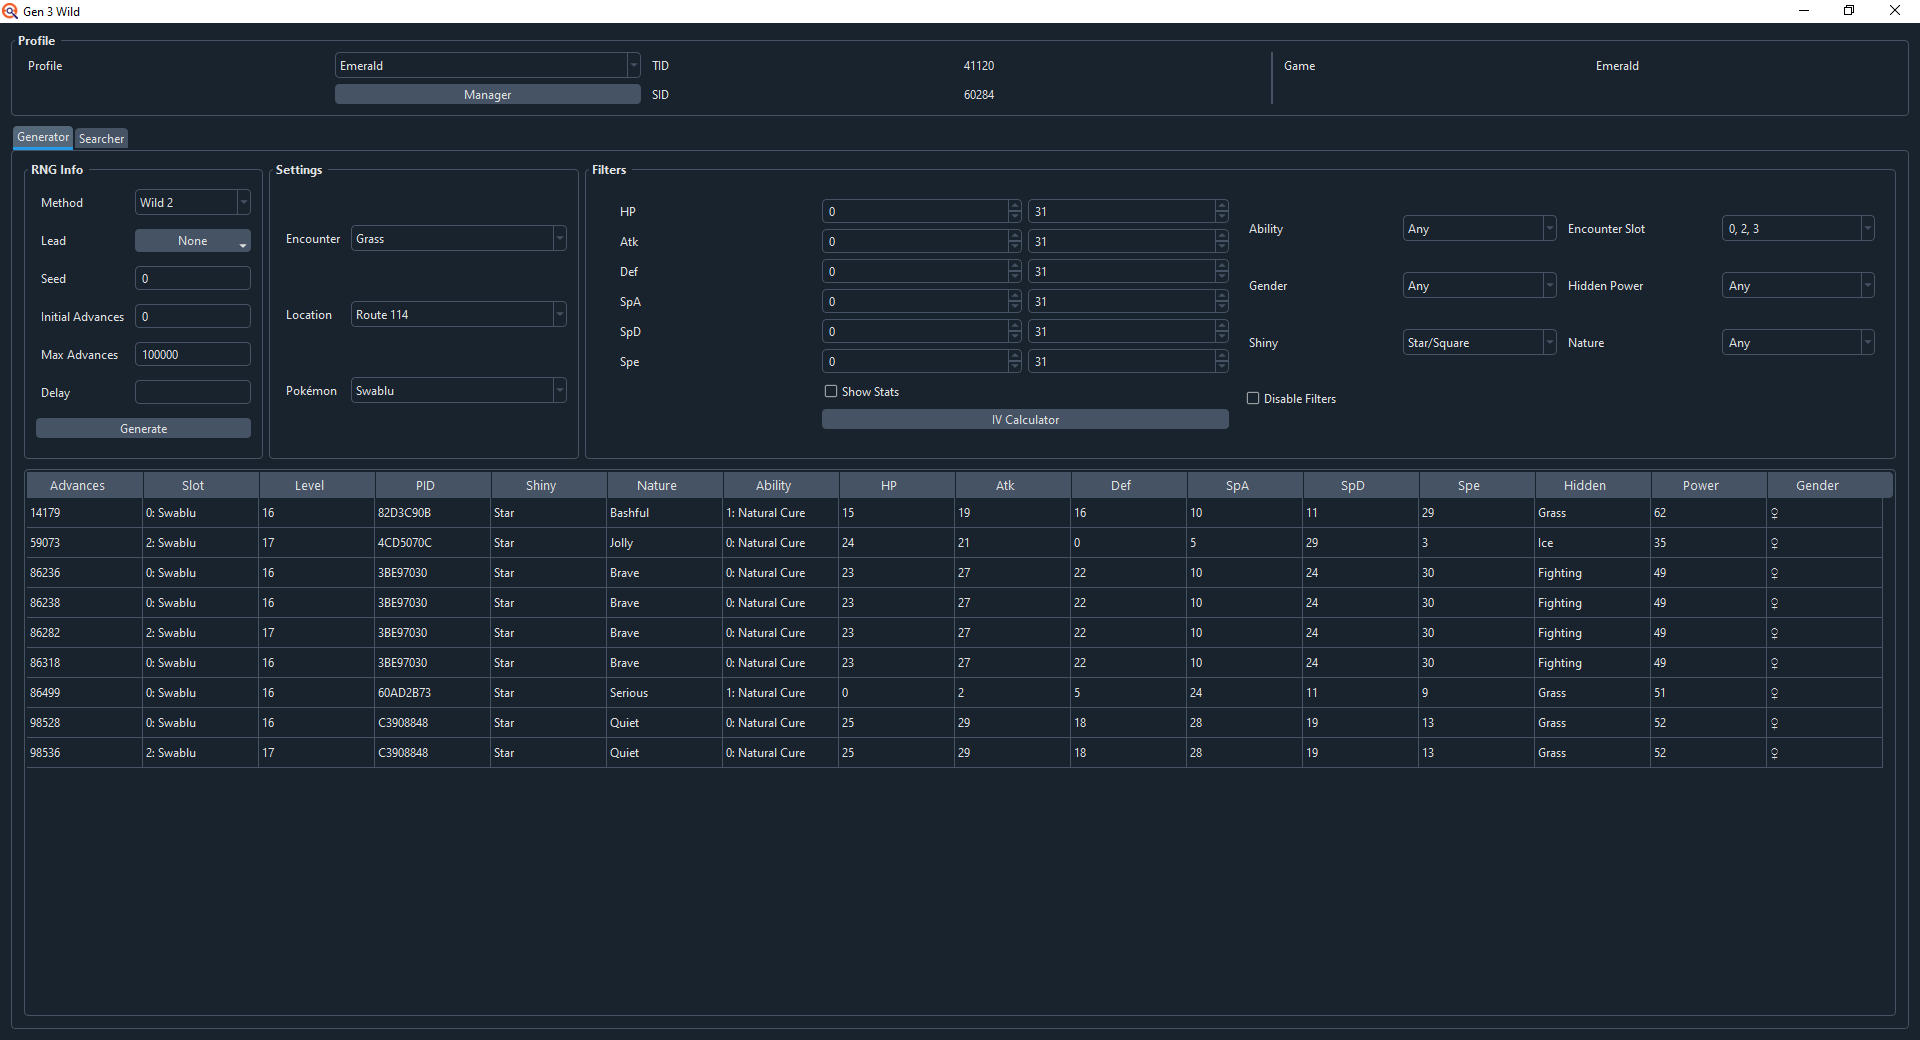 Gen 3 Wild
Profile
Profile Emerald TID 41120 Game Emerald
Manager SID 60284
Generator Searcher
RNG Info
Method Wild 2
Lead None
Seed 0
Initial Advances 0
Max Advances 100000
Delay
Generate
Settings
Encounter Grass
Location Route 114
Pokémon Swablu
Filters
HP 0 31
Atk 0 31
Def 0 31
SpA 0 31
SpD 0 31
Spe 0 31
Show Stats
IV Calculator
Ability Any Encounter Slot 0, 2, 3
Gender Any Hidden Power Any
Shiny Star/Square Nature Any
Disable Filters
Advances Slot Level PID Shiny Nature Ability HP Atk Def SpA SpD Spe Hidden Power Gender
14179 0: Swablu 16 82D3C90B Star Bashful 1: Natural Cure 15 19 16 10 11 29 Grass 62 ♀
59073 2: Swablu 17 4CD5070C Star Jolly 0: Natural Cure 24 21 0 5 29 3 Ice 35 ♀
86236 0: Swablu 16 3BE97030 Star Brave 0: Natural Cure 23 27 22 10 24 30 Fighting 49 ♀
86238 0: Swablu 16 3BE97030 Star Brave 0: Natural Cure 23 27 22 10 24 30 Fighting 49 ♀
86282 2: Swablu 17 3BE97030 Star Brave 0: Natural Cure 23 27 22 10 24 30 Fighting 49 ♀
86318 0: Swablu 16 3BE97030 Star Brave 0: Natural Cure 23 27 22 10 24 30 Fighting 49 ♀
86499 0: Swablu 16 60AD2B73 Star Serious 1: Natural Cure 0 2 5 24 11 9 Grass 51 ♀
98528 0: Swablu 16 C3908848 Star Quiet 0: Natural Cure 25 29 18 28 19 13 Grass 52 ♀
98536 2: Swablu 17 C3908848 Star Quiet 0: Natural Cure 25 29 18 28 19 13 Grass 52 ♀